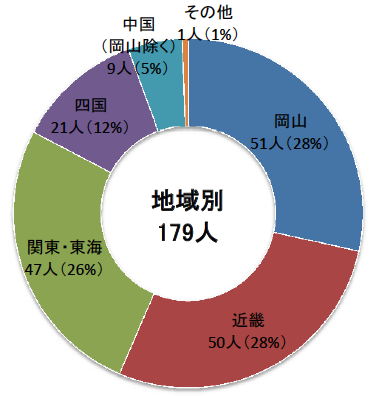 その他
1人(1%)
中国
(岡山除く)
9人(5%)
岡山
51人(28%)
近畿
50人(28%)
関東・東海
47人(26%)
四国
21人(12%)
地域別
179人